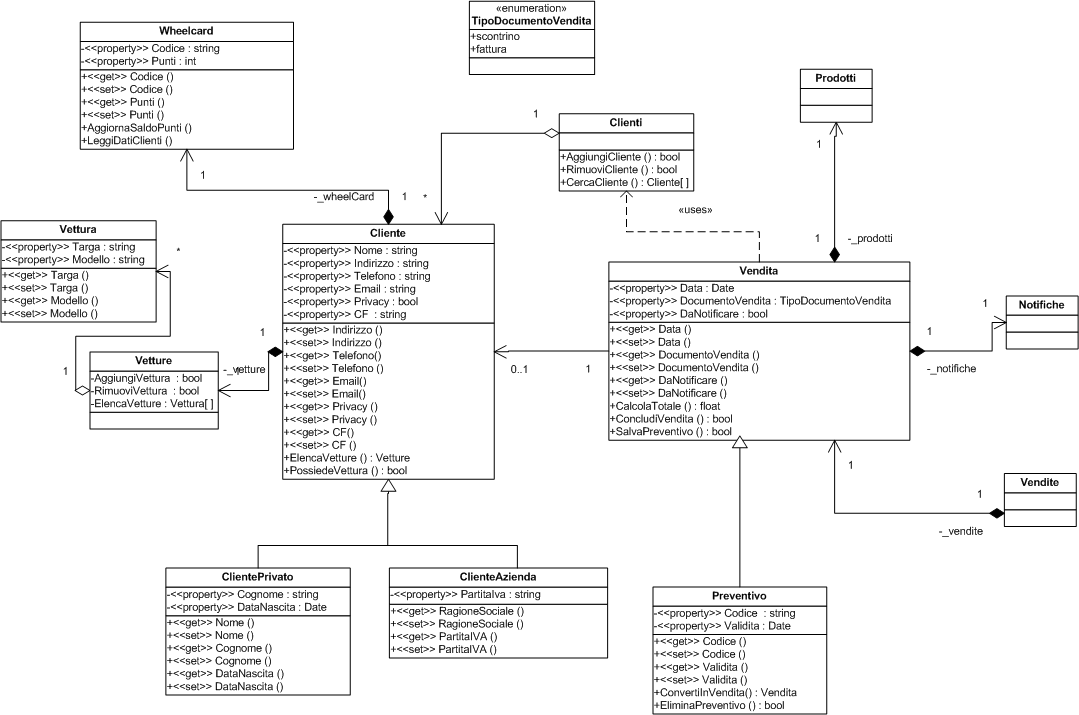 «enumeration»
TipoDocumentoVendita
+scontrino
+fattura
Wheelcard
-<<property>> Codice : string
-<<property>> Punti : int
+<<get>> Codice ()
+<<set>> Codice ()
+<<get>> Punti ()
+<<set>> Punti ()
+AggiornaSaldoPunti ()
+LeggiDatiClienti ()
Prodotti
1
Clienti
+AggiungiCliente () : bool
+RimuoviCliente () : bool
+CercaCliente () : Cliente[ ]
1
1
-_wheelCard
1
*
«uses»
1
-_prodotti
Vettura
-<<property>> Targa : string
-<<property>> Modello : string
+<<get>> Targa ()
+<<set>> Targa ()
+<<get>> Modello ()
+<<set>> Modello ()
*
Cliente
-<<property>> Nome : string
-<<property>> Indirizzo : string
-<<property>> Telefono : string
-<<property>> Email : string
-<<property>> Privacy : bool
-<<property>> CF  : string
+<<get>> Indirizzo ()
+<<set>> Indirizzo ()
+<<get>> Telefono()
+<<set>> Telefono ()
+<<get>> Email()
+<<set>> Email()
+<<get>> Privacy ()
+<<set>> Privacy ()
+<<get>> CF()
+<<set>> CF ()
+ElencaVetture () : Vetture
+PossiedeVettura () : bool
Vendita
-<<property>> Data : Date
-<<property>> DocumentoVendita : TipoDocumentoVendita
-<<property>> DaNotificare : bool
+<<get>> Data ()
+<<set>> Data ()
+<<get>> DocumentoVendita ()
+<<set>> DocumentoVendita ()
+<<get>> DaNotificare ()
+<<set>> DaNotificare ()
+CalcolaTotale () : float
+ConcludiVendita () : bool
+SalvaPreventivo () : bool
1
Notifiche
1
-_notifiche
1
1
-_vetture
Vetture
-AggiungiVettura  : bool
-RimuoviVettura  : bool
-ElencaVetture : Vettura[ ]
1
0..1
1
1
Vendite
1
-_vendite
ClientePrivato
-<<property>> Cognome : string
-<<property>> DataNascita : Date
+<<get>> Nome ()
+<<set>> Nome ()
+<<get>> Cognome ()
+<<set>> Cognome ()
+<<get>> DataNascita ()
+<<set>> DataNascita ()
ClienteAzienda
-<<property>> PartitaIva : string
+<<get>> RagioneSociale ()
+<<set>> RagioneSociale ()
+<<get>> PartitaIVA ()
+<<set>> PartitaIVA ()
Preventivo
-<<property>> Codice  : string
-<<property>> Validita : Date
+<<get>> Codice ()
+<<set>> Codice ()
+<<get>> Validita ()
+<<set>> Validita ()
+ConvertiInVendita() : Vendita
+EliminaPreventivo () : bool